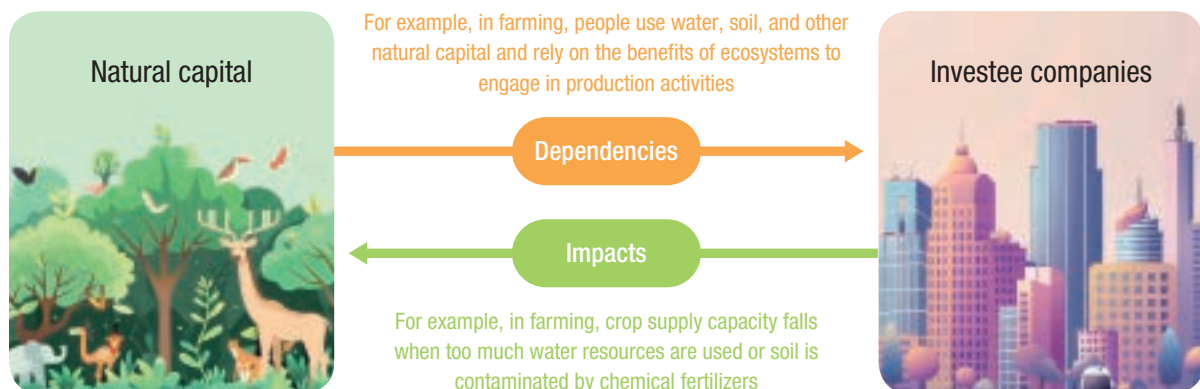 For example, in farming, people use water, soil, and other
natural capital and rely on the benefits of ecosystems to
engage in production activities
Natural capital
Investee companies
Dependencies
Impacts
For example, in farming, crop supply capacity falls
when too much water resources are used or soil is
contaminated by chemical fertilizers